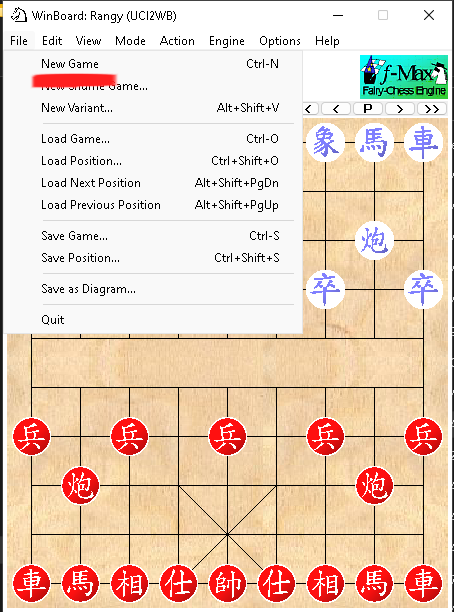 WinBoard: Rangy (UCI2WB)
File Edit View Mode Action Engine Options Help
New Game Ctrl-N
New Shuffle Game...
New Variant... Alt+Shift+V
Load Game... Ctrl-O
Load Position... Ctrl+Shift+O
Load Next Position Alt+Shift+PgDn
Load Previous Position Alt+Shift+PgUp
Save Game... Ctrl-S
Save Position... Ctrl+Shift+S
Save as Diagram...
Quit
f-Max
Fairy-Chess Engine
< < P > >>
象 馬 車
炮
卒 卒
兵 兵 兵 兵 兵
炮 炮
車 馬 相 仕 帥 仕 相 馬 車